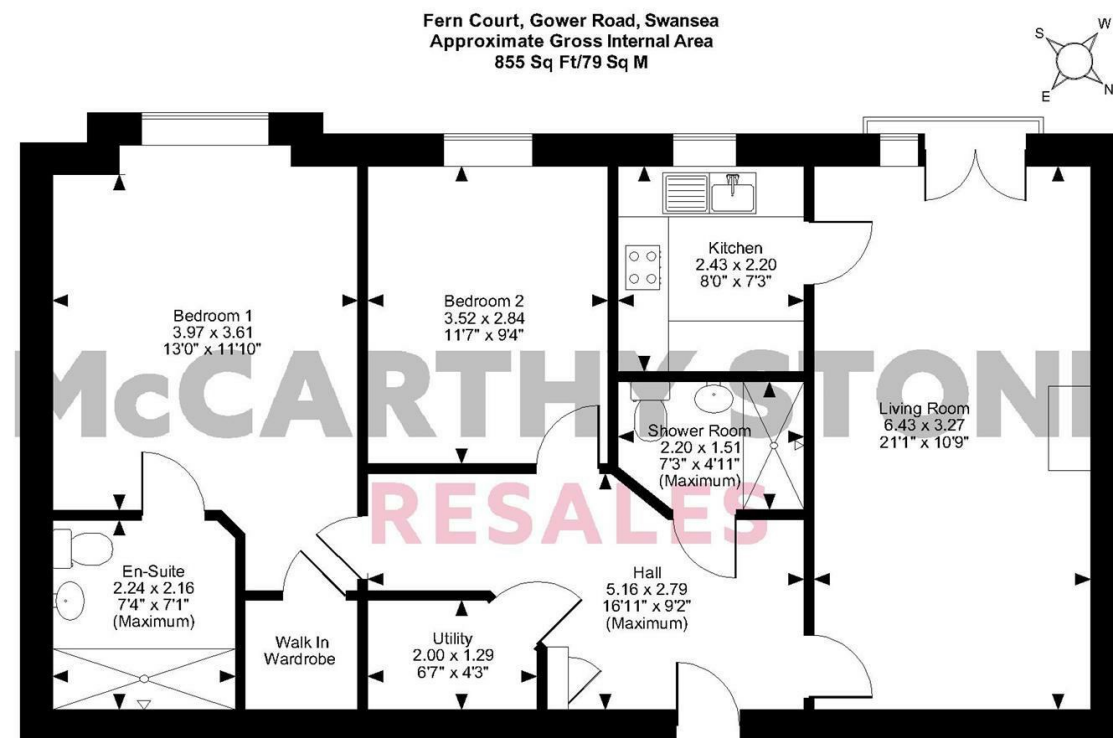 Fern Court, Gower Road, Swansea
Approximate Gross Internal Area
855 Sq Ft/79 Sq M
S
W
E
N
Bedroom 1
3.97 x 3.61
13'0" x 11'10"
Bedroom 2
3.52 x 2.84
11'7" x 9'4"
Kitchen
2.43 x 2.20
8'0" x 7'3"
Living Room
6.43 x 3.27
21'1" x 10'9"
Shower Room
2.20 x 1.51
7'3" x 4'11"
(Maximum)
McCARTHY STONE
RESALES
En-Suite
2.24 x 2.16
7'4" x 7'1"
(Maximum)
Walk In
Wardrobe
Utility
2.00 x 1.29
6'7" x 4'3"
Hall
5.16 x 2.79
16'11" x 9'2"
(Maximum)